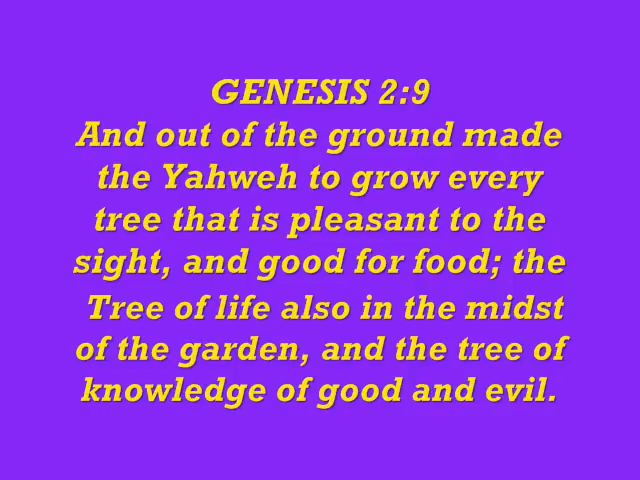 GENESIS 2:9
And out of the ground made
the Yahweh to grow every
tree that is pleasant to the
sight, and good for food; the
Tree of life also in the midst
of the garden, and the tree of
knowledge of good and evil.